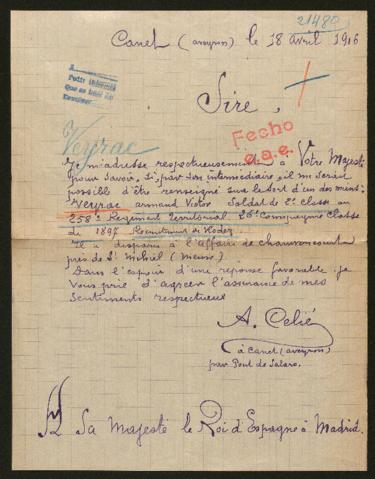 21480
Canet (aveyron) le 18 avril 1916
Sire,
Fecho
Veyrac
Je m'adresse respectueusement à Votre Majesté
pour savoir, si, par son intermédiaire, il me serait
possible d'être renseigné sur le sort d'un des miens.
Veyrac armand Victor Soldat de 2e Classe au
258e Regiment Territorial 26e Compagnie Classe
de 1897 Recrutement de Rodez
Il a disparu à l'affaire de
près de St Mihiel (Meuse)
Dans l'espoir d'une réponse favorable je
Vous prie d'agréer l'assurance de mes
Sentiments respectueux
A. Celié
à Canet (aveyron)
par Pont de Salars.
A Sa Majesté le Roi d'Espagne à Madrid.